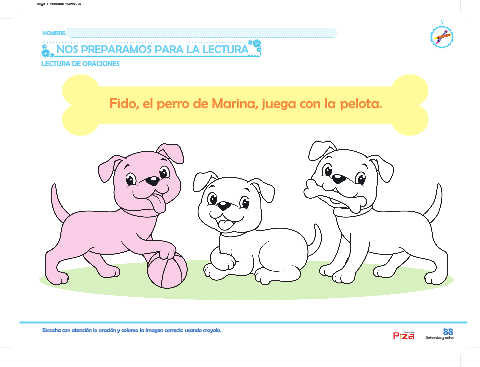 NOMBRE:
NOS PREPARAMOS PARA LA LECTURA
LECTURA DE ORACIONES
Fido, el perro de Marina, juega con la pelota.
Escucha con atención la oración y colorea la imagen correcta usando crayola.
88